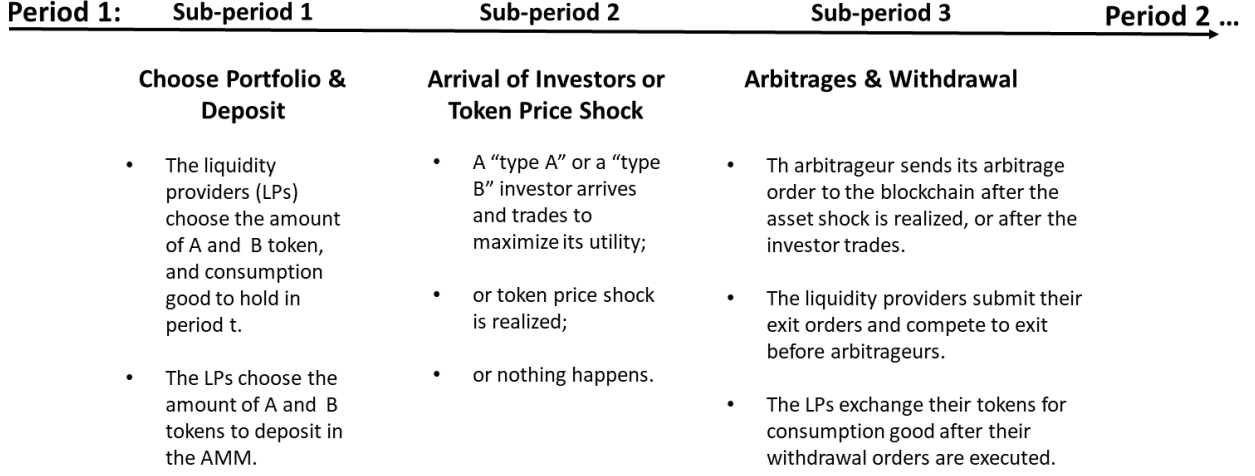 Period 1: Sub-period 1 Sub-period 2 Sub-period 3 Period 2 ...
Choose Portfolio &
Deposit
• The liquidity
providers (LPs)
choose the amount
of A and B token,
and consumption
good to hold in
period t.
• The LPs choose the
amount of A and B
tokens to deposit in
the AMM.
Arrival of Investors or
Token Price Shock
• A “type A” or a “type
B” investor arrives
and trades to
maximize its utility;
• or token price shock
is realized;
• or nothing happens.
Arbitrages & Withdrawal
• Th arbitrageur sends its arbitrage
order to the blockchain after the
asset shock is realized, or after the
investor trades.
• The liquidity providers submit their
exit orders and compete to exit
before arbitrageurs.
• The LPs exchange their tokens for
consumption good after their
withdrawal orders are executed.